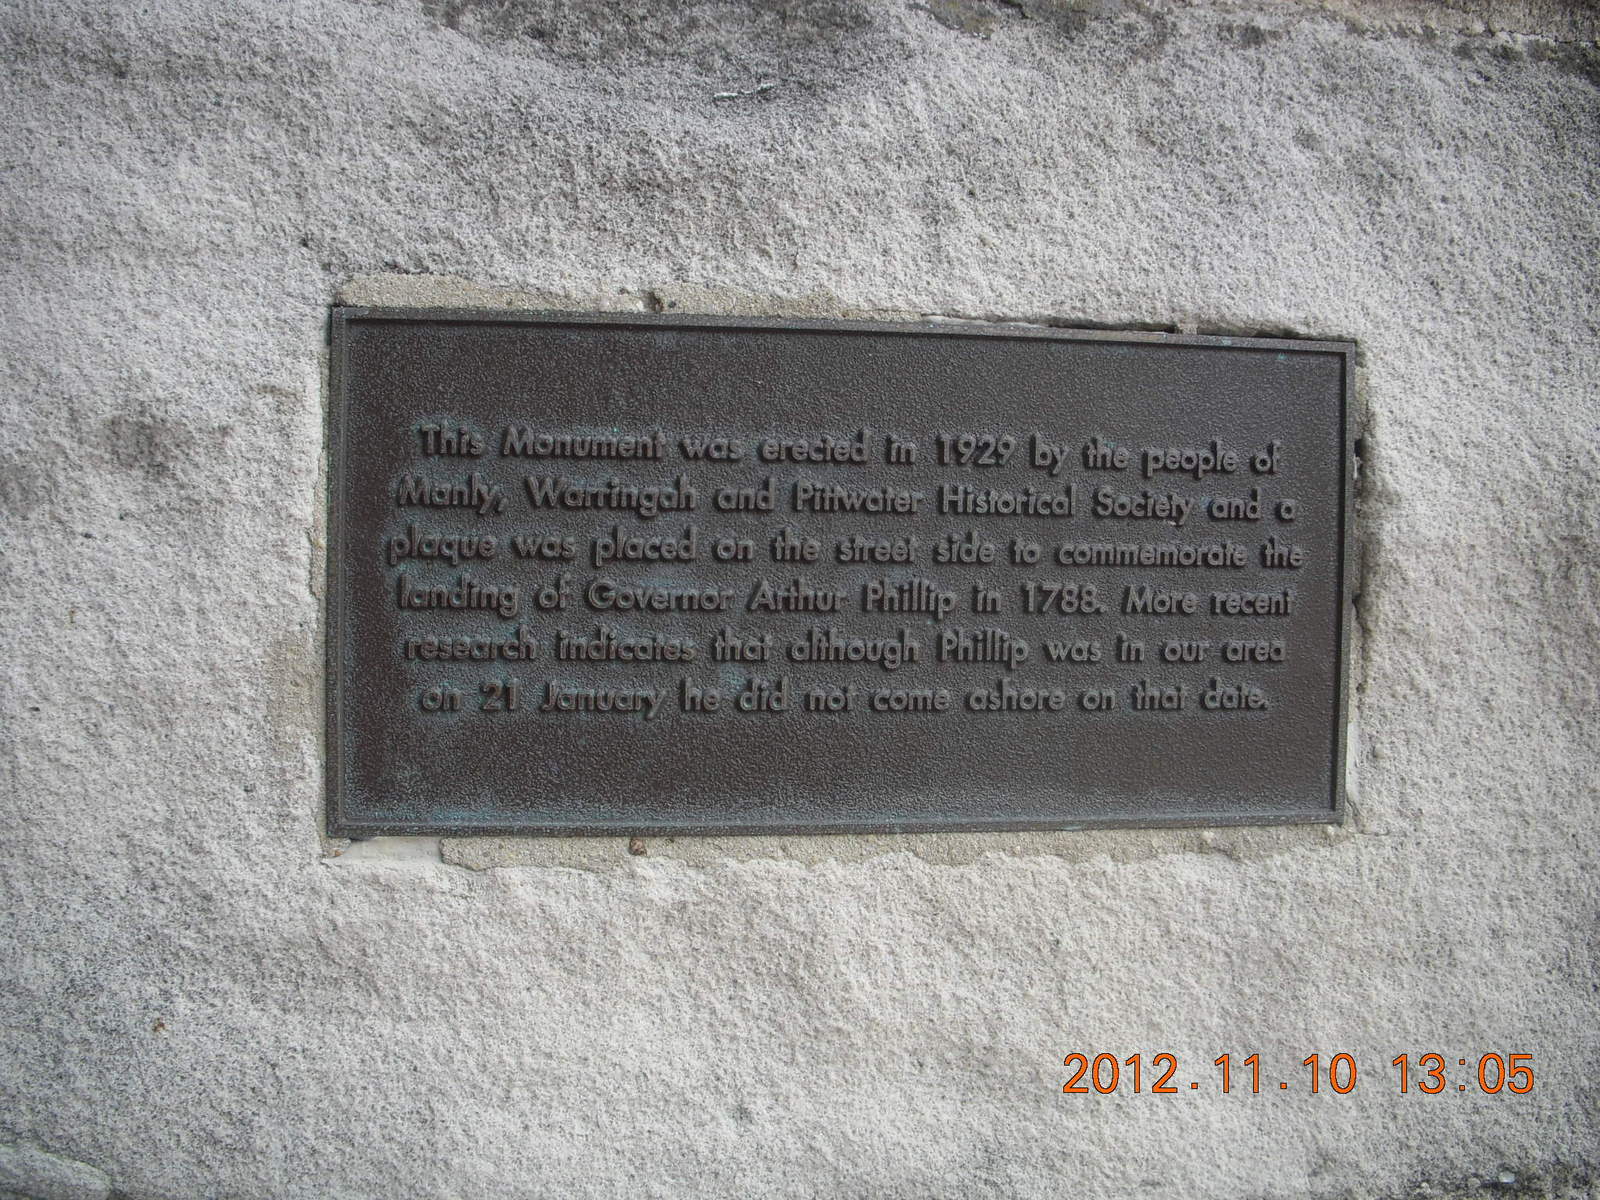 This Monument was erected in 1929 by the people of
Manly, Warringah and Pittwater Historical Society and a
plaque was placed on the street side to commemorate the
landing of Governor Arthur Phillip in 1788. More recent
research indicates that although Phillip was in our area
on 21 January he did not come ashore on that date.
2012.11.10 13:05